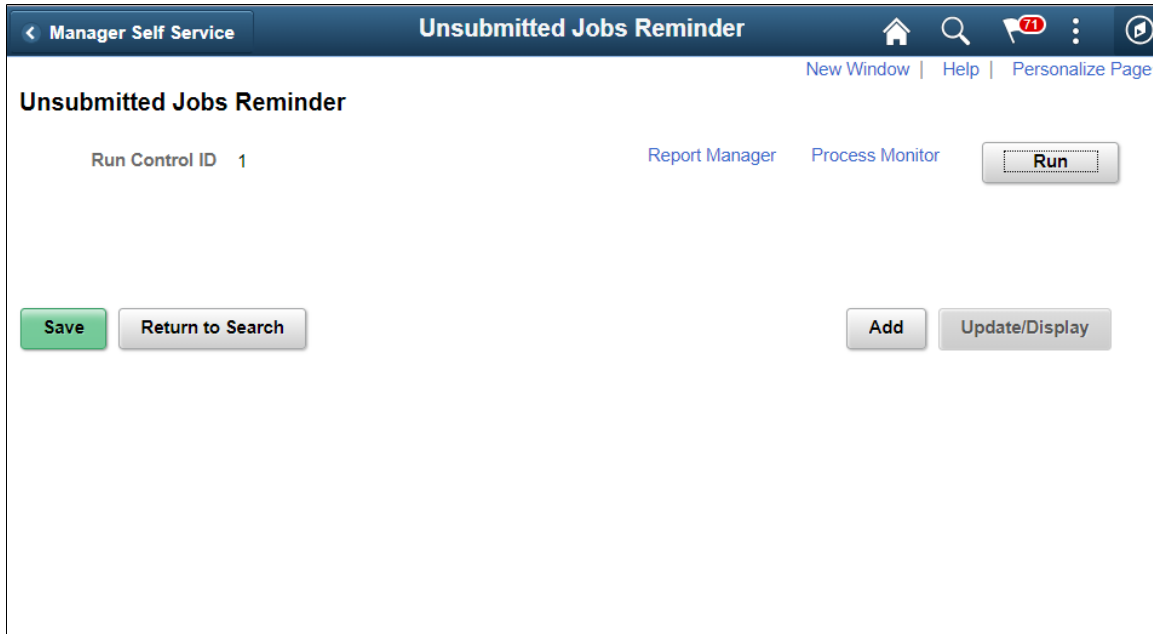 Manager Self Service Unsubmitted Jobs Reminder 71
New Window | Help | Personalize Page
Unsubmitted Jobs Reminder
Run Control ID 1 Report Manager Process Monitor Run
Save Return to Search Add Update/Display